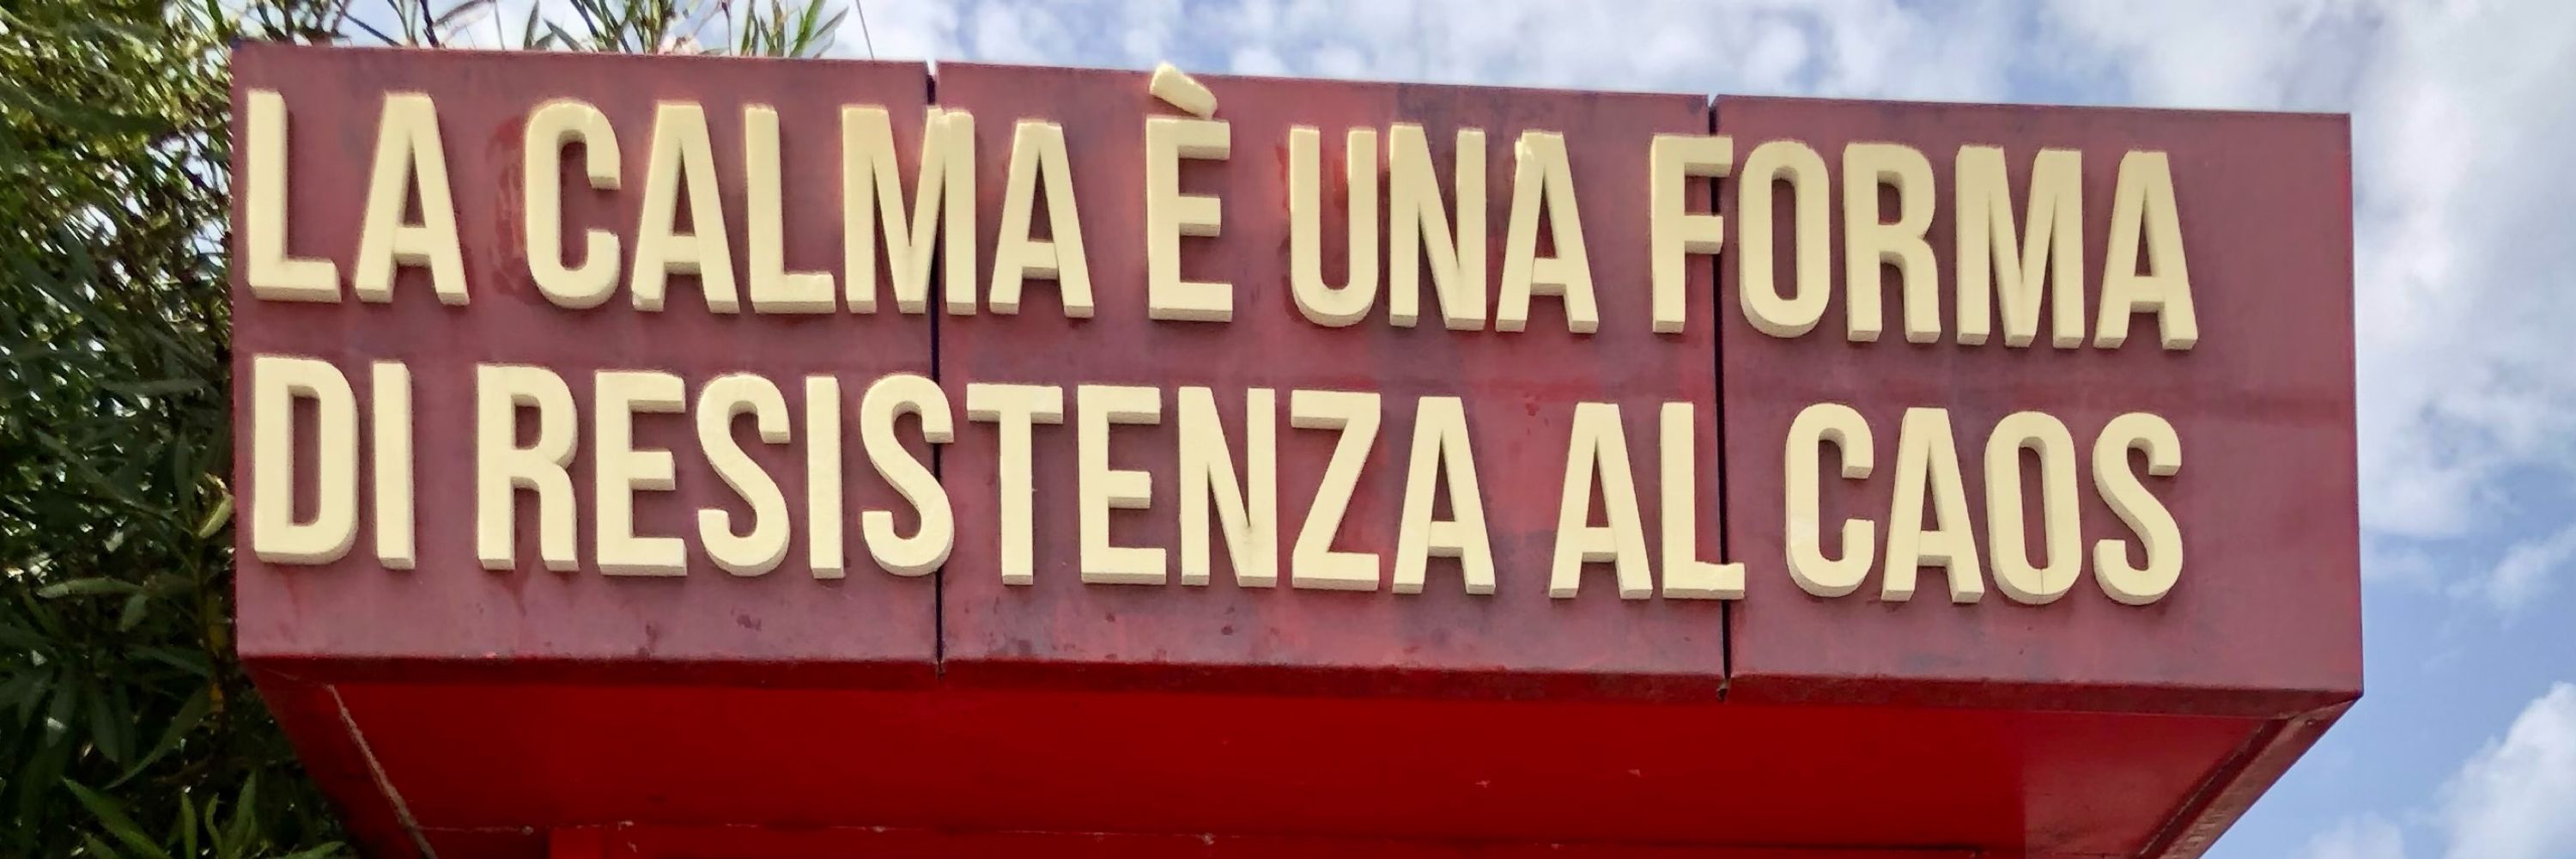 LA CALMA È UNA FORMA
DI RESISTENZA AL CAOS